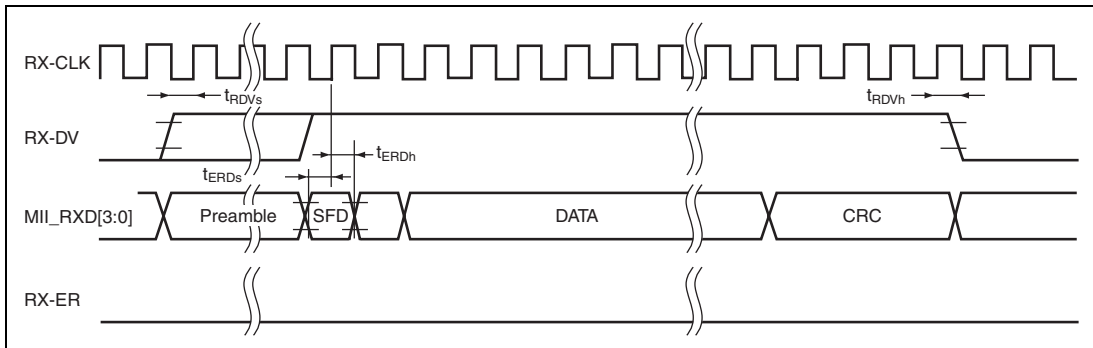 RX-CLK
tRDVs
tRDVh
RX-DV
tERDh
tERDs
MII_RXD[3:0]
Preamble
SFD
DATA
CRC
RX-ER